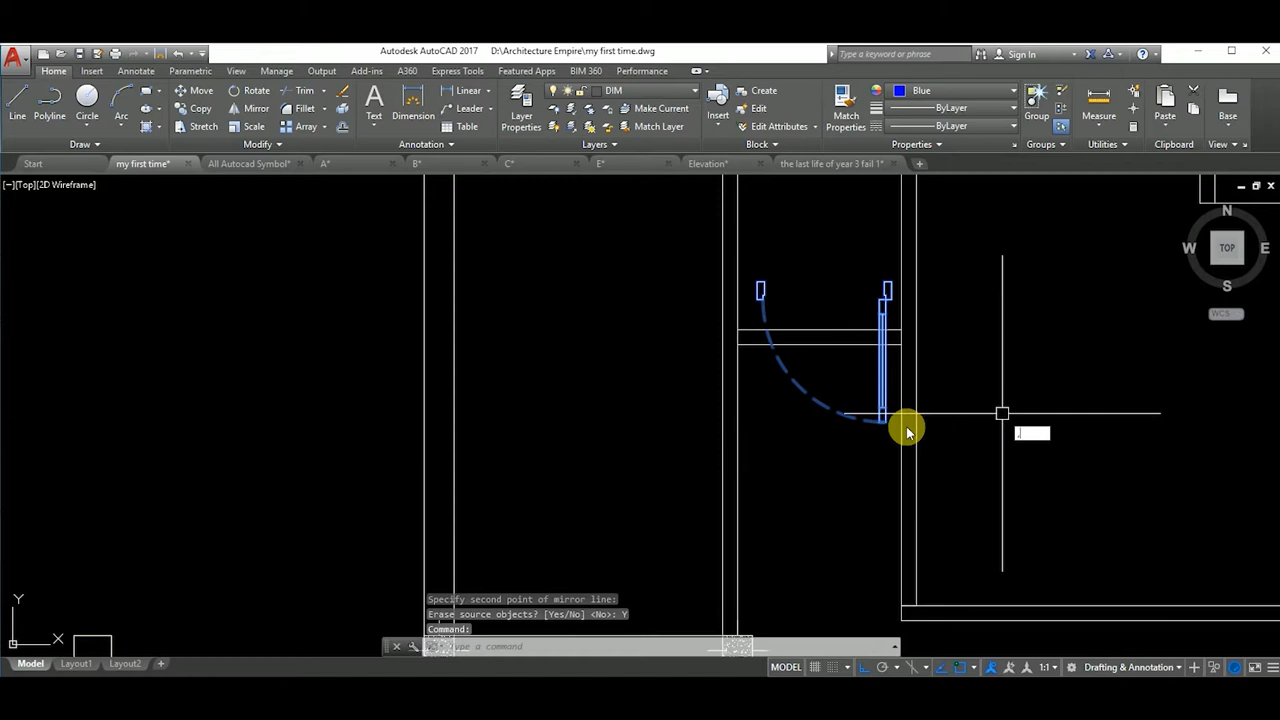 Autodesk AutoCAD 2017 D:\Architecture Empire\my first time.dwg
Type a keyword or phrase
Sign In
Home Insert Annotate Parametric View Manage Output Add-ins A360 Express Tools Featured Apps BIM 360 Performance
Move Rotate Trim Linear DIM Create Blue
Copy Mirror Fillet Leader Make Current Edit ByLayer
Stretch Scale Array Table Match Layer Edit Attributes ByLayer
Line Polyline Circle Arc Text Dimension Layer Properties Insert Match Properties Group Measure Paste Base
Draw Modify Annotation Layers Block Properties Groups Utilities Clipboard View
Start my first time* All Autocad Symbol* A* B* C* E* Elevation* the last life of year 3 fail 1*
[−][Top][2D Wireframe]
N
W TOP E
S
WCS
Specify second point of mirror line:
Erase source objects? [Yes/No] <No>: Y
Command:
Type a command
Y
X
Model Layout1 Layout2 +
MODEL 1:1 Drafting & Annotation